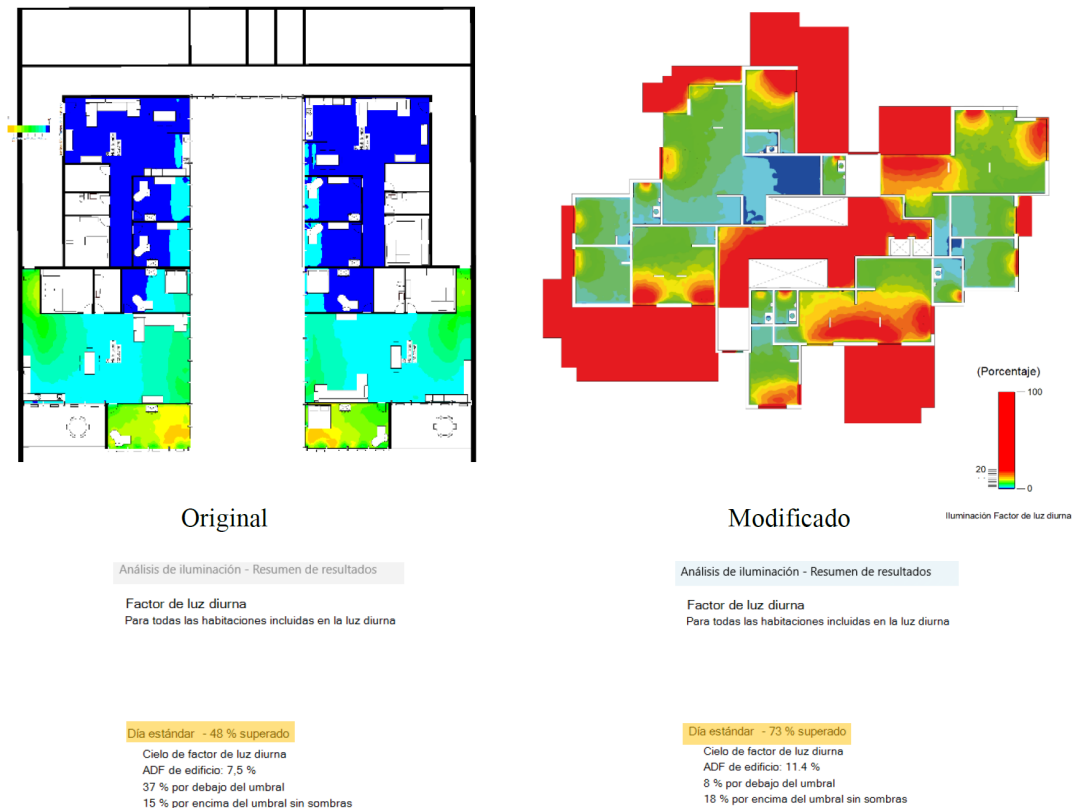 (Porcentaje)
100
20
0
Iluminación Factor de luz diurna
Original
Modificado
Análisis de iluminación - Resumen de resultados
Factor de luz diurna
Para todas las habitaciones incluidas en la luz diurna
Día estándar - 48 % superado
Cielo de factor de luz diurna
ADF de edificio: 7,5 %
37 % por debajo del umbral
15 % por encima del umbral sin sombras
Análisis de iluminación - Resumen de resultados
Factor de luz diurna
Para todas las habitaciones incluidas en la luz diurna
Día estándar - 73 % superado
Cielo de factor de luz diurna
ADF de edificio: 11.4 %
8 % por debajo del umbral
18 % por encima del umbral sin sombras